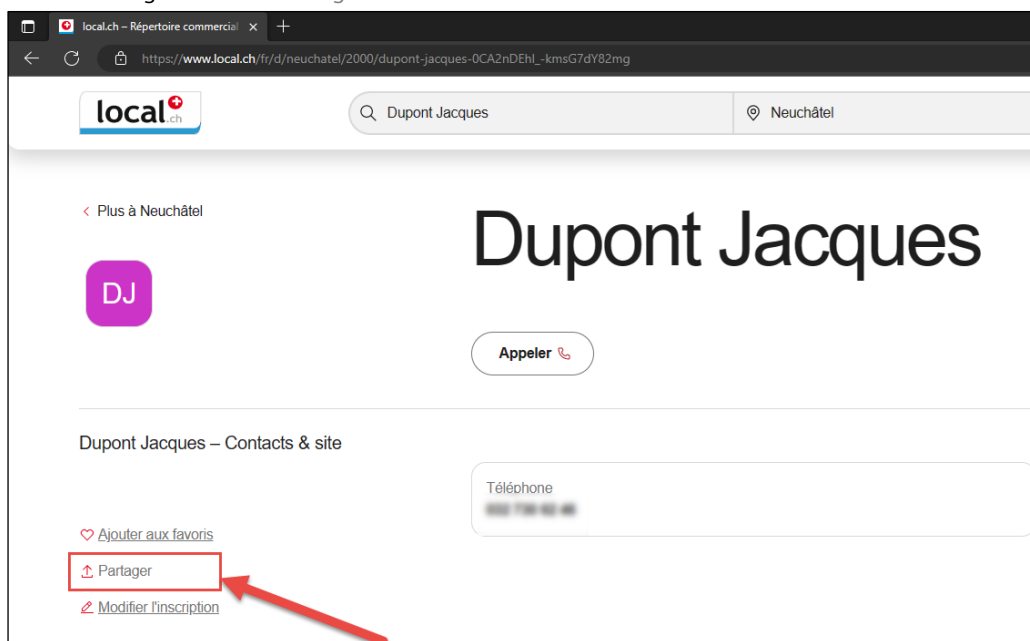 local.ch – Répertoire commercial
https://www.local.ch/fr/d/neuchatel/2000/dupont-jacques-0CA2nDEhl_-kmsG7dY82mg
local.ch
Dupont Jacques
Neuchâtel
Plus à Neuchâtel
Dupont Jacques
DJ
Appeler
Dupont Jacques – Contacts & site
Téléphone
Ajouter aux favoris
Partager
Modifier l'inscription